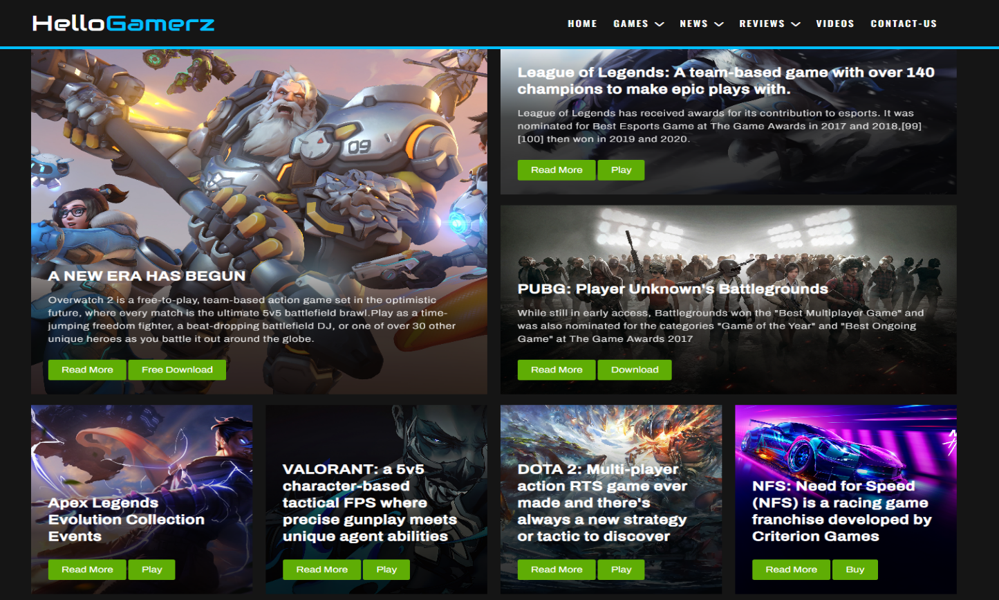 HelloGamerz
HOME GAMES NEWS REVIEWS VIDEOS CONTACT-US
09
A NEW ERA HAS BEGUN
Overwatch 2 is a free-to-play, team-based action game set in the optimistic
future, where every match is the ultimate 5v5 battlefield brawl.Play as a time-
jumping freedom fighter, a beat-dropping battlefield DJ, or one of over 30 other
unique heroes as you battle it out around the globe.
Read More Free Download
League of Legends: A team-based game with over 140
champions to make epic plays with.
League of Legends has received awards for its contribution to esports. It was
nominated for Best Esports Game at The Game Awards in 2017 and 2018,[99]
[100] then won in 2019 and 2020.
Read More Play
PUBG: Player Unknown's Battlegrounds
While still in early access, Battlegrounds won the "Best Multiplayer Game" and
was also nominated for the categories "Game of the Year" and "Best Ongoing
Game" at The Game Awards 2017
Read More Download
Apex Legends
Evolution Collection
Events
Read More Play
VALORANT: a 5v5
character-based
tactical FPS where
precise gunplay meets
unique agent abilities
Read More Play
DOTA 2: Multi-player
action RTS game ever
made and there's
always a new strategy
or tactic to discover
Read More Play
NFS: Need for Speed
(NFS) is a racing game
franchise developed by
Criterion Games
Read More Buy